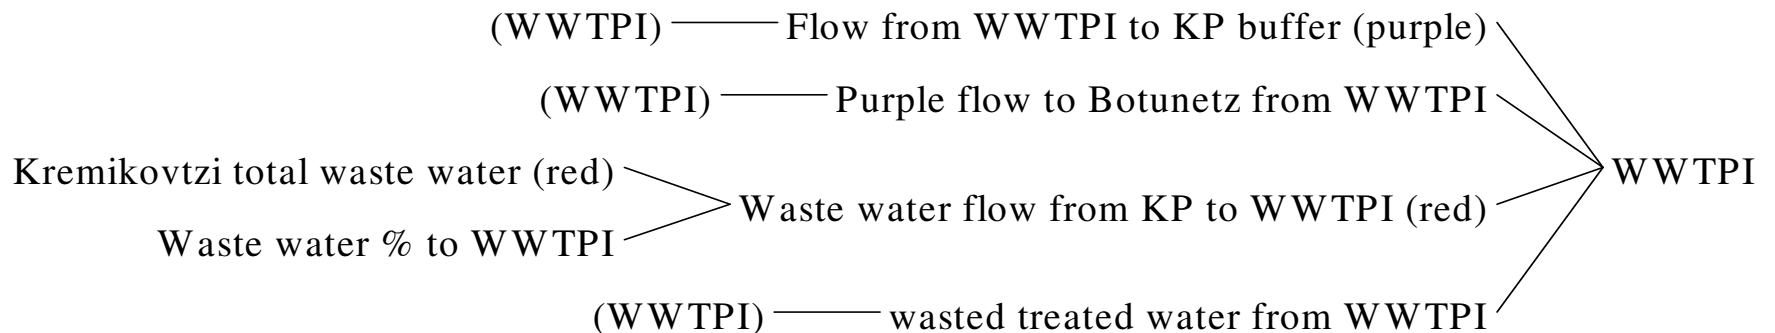 (WWTPI) Flow from WWTPI to KP buffer (purple)
(WWTPI) Purple flow to Botunetz from WWTPI
Kremikovtzi total waste water (red)
WWTPI
Waste water flow from KP to WWTPI (red)
Waste water % to WWTPI
(WWTPI) wasted treated water from WWTPI